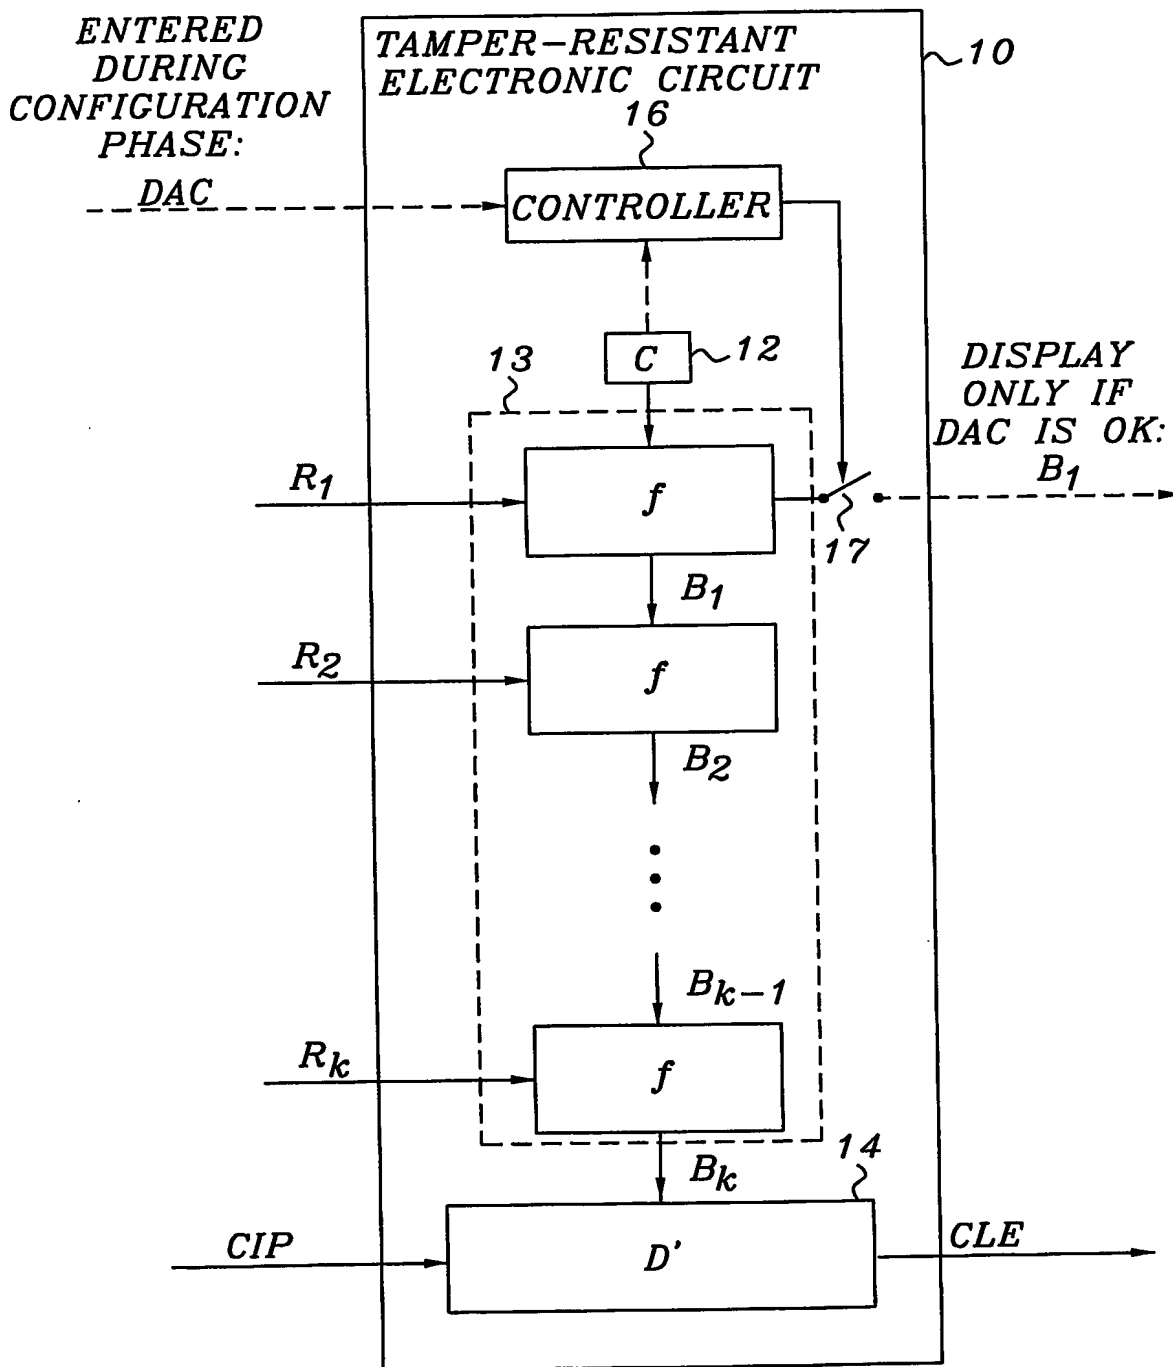 ENTERED
DURING
CONFIGURATION
PHASE:
DAC
TAMPER-RESISTANT
ELECTRONIC CIRCUIT
10
16
CONTROLLER
C
12
13
DISPLAY
ONLY IF
DAC IS OK:
B1
R1
f
17
B1
R2
f
B2
Bk-1
Rk
f
Bk
14
CIP
D'
CLE